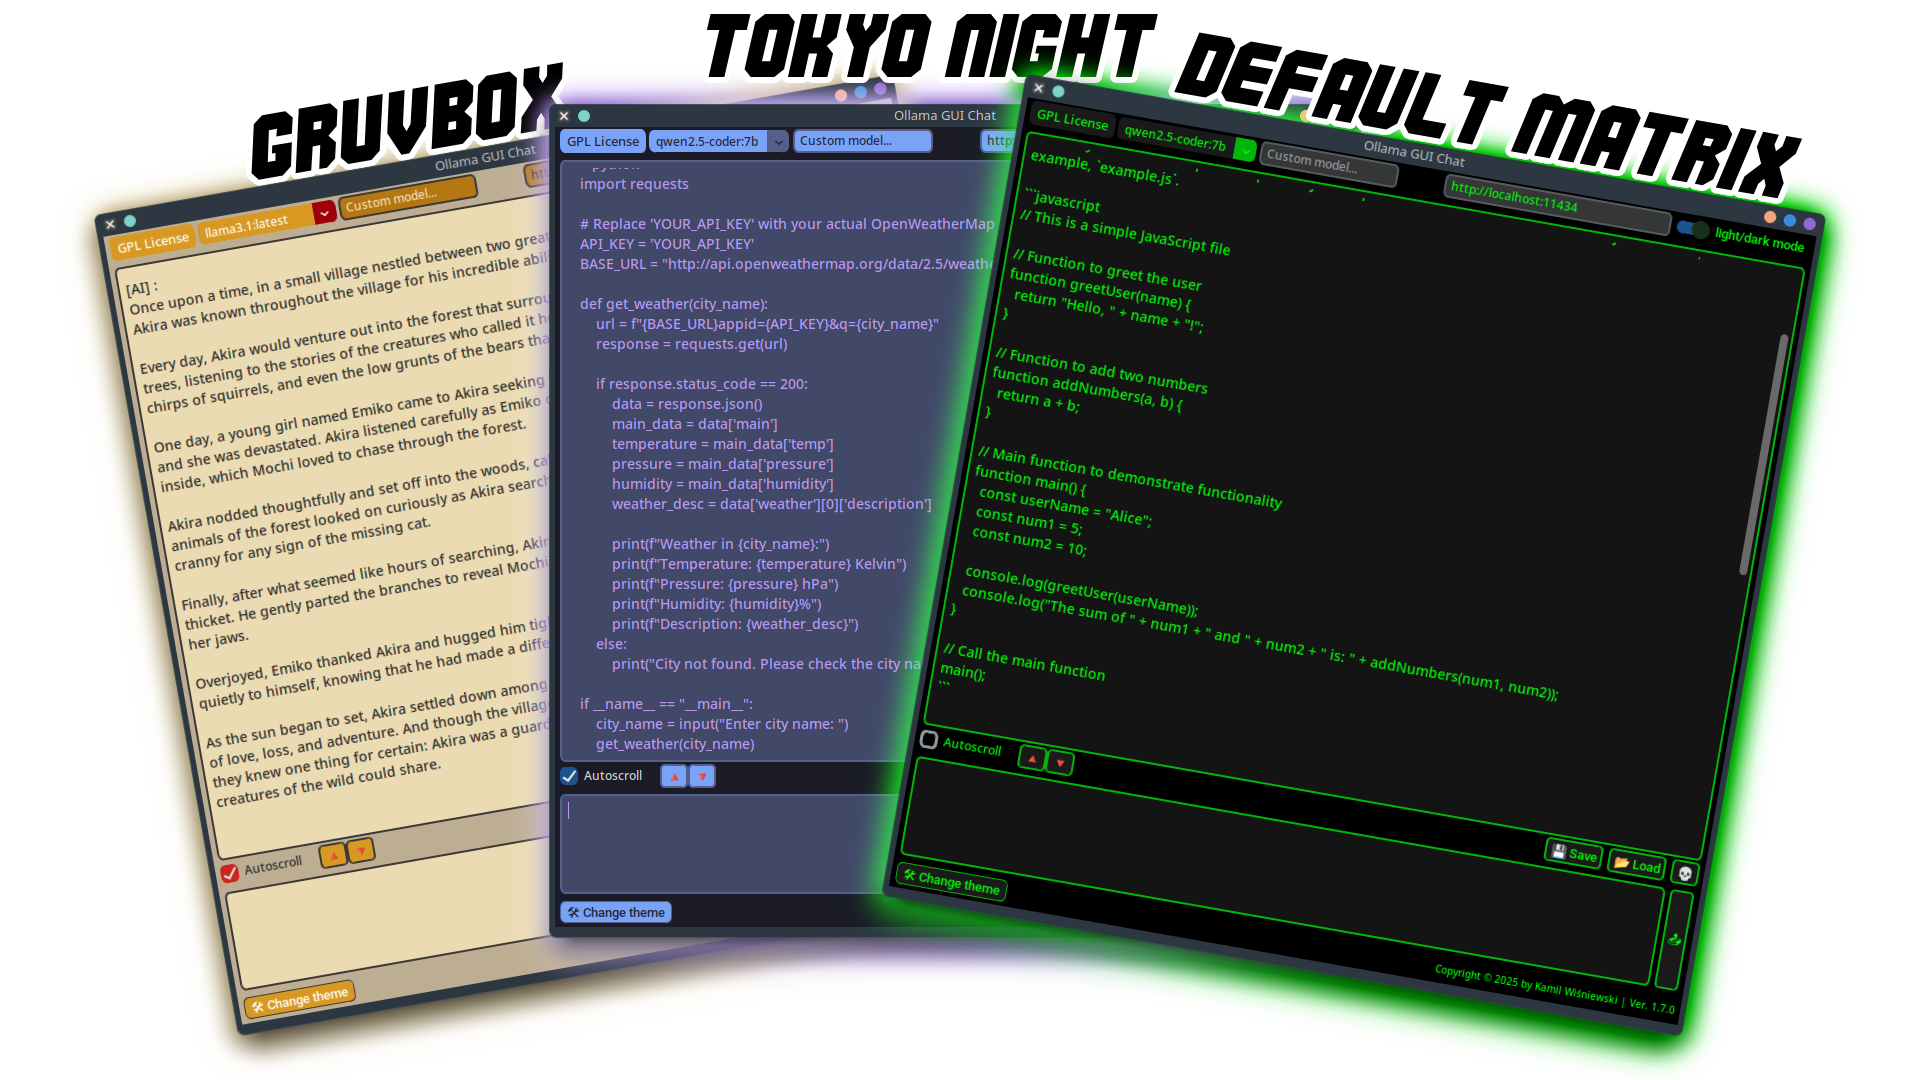 GRUVBOX
TOKYO NIGHT
DEFAULT MATRIX
Ollama GUI Chat
GPL License
llama3.1:latest
Custom model...
[AI] :
Once upon a time, in a small village nestled between two
Akira was known throughout the village for his incredible
Every day, Akira would venture out into the forest that
trees, listening to the stories of the creatures who called it
chirps of squirrels, and even the low grunts of the bears
One day, a young girl named Emiko came to Akira seeking
and she was devastated. Akira listened carefully as Emiko
inside, which Mochi loved to chase through the forest.
Akira nodded thoughtfully and set off into the woods,
animals of the forest looked on curiously as Akira
cranny for any sign of the missing cat.
Finally, after what seemed like hours of searching,
thicket. He gently parted the branches to reveal Mochi
her jaws.
Overjoyed, Emiko thanked Akira and hugged him
quietly to himself, knowing that he had made a
As the sun began to set, Akira settled down among
of love, loss, and adventure. And though the
they knew one thing for certain: Akira was a
creatures of the wild could share.
Autoscroll
🛠 Change theme
Ollama GUI Chat
GPL License
qwen2.5-coder:7b
Custom model...
import requests
# Replace 'YOUR_API_KEY' with your actual OpenWeatherMap
API_KEY = 'YOUR_API_KEY'
BASE_URL = "http://api.openweathermap.org/data/2.5/weathe
def get_weather(city_name):
url = f"{BASE_URL}appid={API_KEY}&q={city_name}"
response = requests.get(url)
if response.status_code == 200:
data = response.json()
main_data = data['main']
temperature = main_data['temp']
pressure = main_data['pressure']
humidity = main_data['humidity']
weather_desc = data['weather'][0]['description']
print(f"Weather in {city_name}:")
print(f"Temperature: {temperature} Kelvin")
print(f"Pressure: {pressure} hPa")
print(f"Humidity: {humidity}%")
print(f"Description: {weather_desc}")
else:
print("City not found. Please check the city na
if __name__ == "__main__":
city_name = input("Enter city name: ")
get_weather(city_name)
Autoscroll
🛠 Change theme
Ollama GUI Chat
GPL License
qwen2.5-coder:7b
Custom model...
http://localhost:11434
light/dark mode
example, `example.js`.
```javascript
// This is a simple JavaScript file
// Function to greet the user
function greetUser(name) {
return "Hello, " + name + "!";
}
// Function to add two numbers
function addNumbers(a, b) {
return a + b;
}
// Main function to demonstrate functionality
function main() {
const userName = "Alice";
const num1 = 5;
const num2 = 10;
console.log(greetUser(userName));
console.log("The sum of " + num1 + " and " + num2 + " is: " + addNumbers(num1, num2));
}
// Call the main function
main();
```
Autoscroll
💾 Save
📂 Load
🛠 Change theme
Copyright © 2025 by Kamil Wiśniewski | Ver. 1.7.0